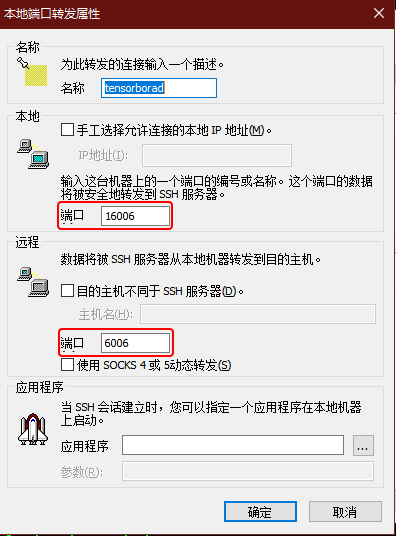 本地端口转发属性
名称
为此转发的连接输入一个描述。
名称 tensorborad
本地
手工选择允许连接的本地 IP 地址(M)。
IP地址(I):
输入这台机器上的一个端口的编号或名称。这个端口的数据
将被安全地转发到 SSH 服务器。
端口 16006
远程
数据将被 SSH 服务器从本地机器转发到目的主机。
目的主机不同于 SSH 服务器(D)。
主机名(H):
端口 6006
使用 SOCKS 4 或 5动态转发(S)
应用程序
当 SSH 会话建立时，您可以指定一个应用程序在本地机器
上启动。
应用程序 ...
参数(R):
确定 取消